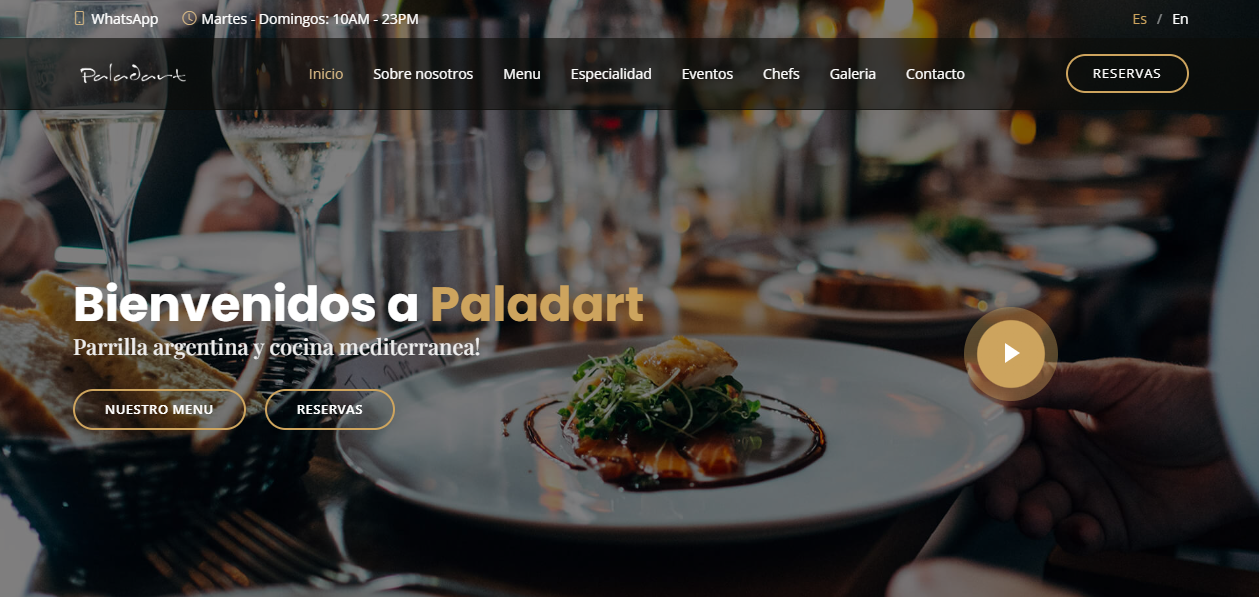 WhatsApp Martes - Domingos: 10AM - 23PM Es / En
Paladart Inicio Sobre nosotros Menu Especialidad Eventos Chefs Galeria Contacto RESERVAS
Bienvenidos a Paladart
Parrilla argentina y cocina mediterranea!
NUESTRO MENU RESERVAS